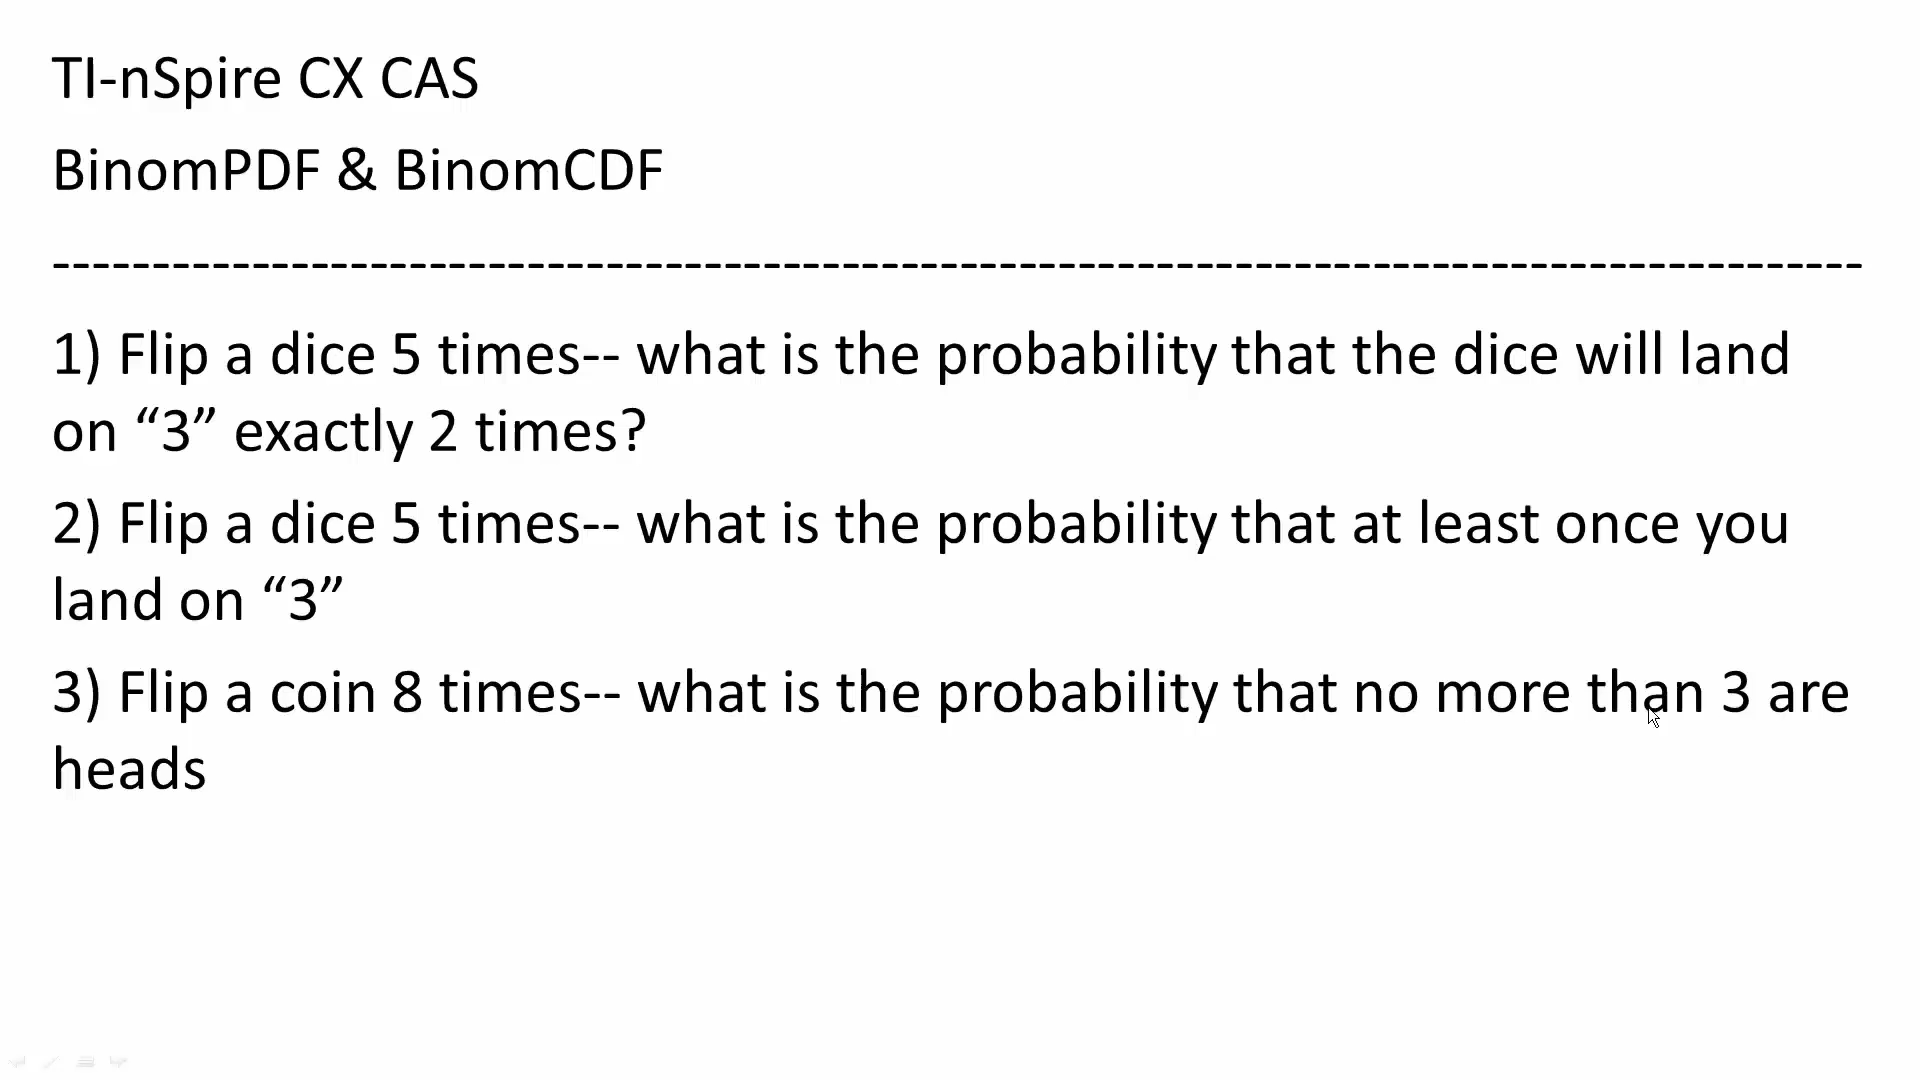 TI-nSpire CX CAS
BinomPDF & BinomCDF
--------------------------------------------------------------------------------------------
1) Flip a dice 5 times-- what is the probability that the dice will land
on “3” exactly 2 times?
2) Flip a dice 5 times-- what is the probability that at least once you
land on “3”
3) Flip a coin 8 times-- what is the probability that no more than 3 are
heads